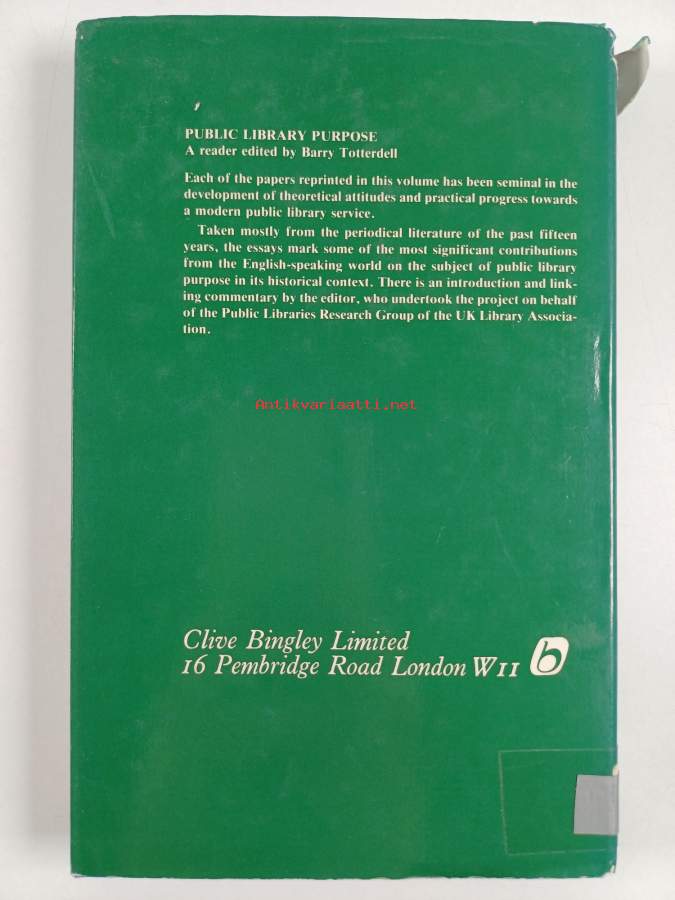 PUBLIC LIBRARY PURPOSE
A reader edited by Barry Totterdell
Each of the papers reprinted in this volume has been seminal in the
development of theoretical attitudes and practical progress towards
a modern public library service.
Taken mostly from the periodical literature of the past fifteen
years, the essays mark some of the most significant contributions
from the English-speaking world on the subject of public library
purpose in its historical context. There is an introduction and link-
ing commentary by the editor, who undertook the project on behalf
of the Public Libraries Research Group of the UK Library Associa-
tion.
Antikvariaatti.net
Clive Bingley Limited
16 Pembridge Road London W11
b